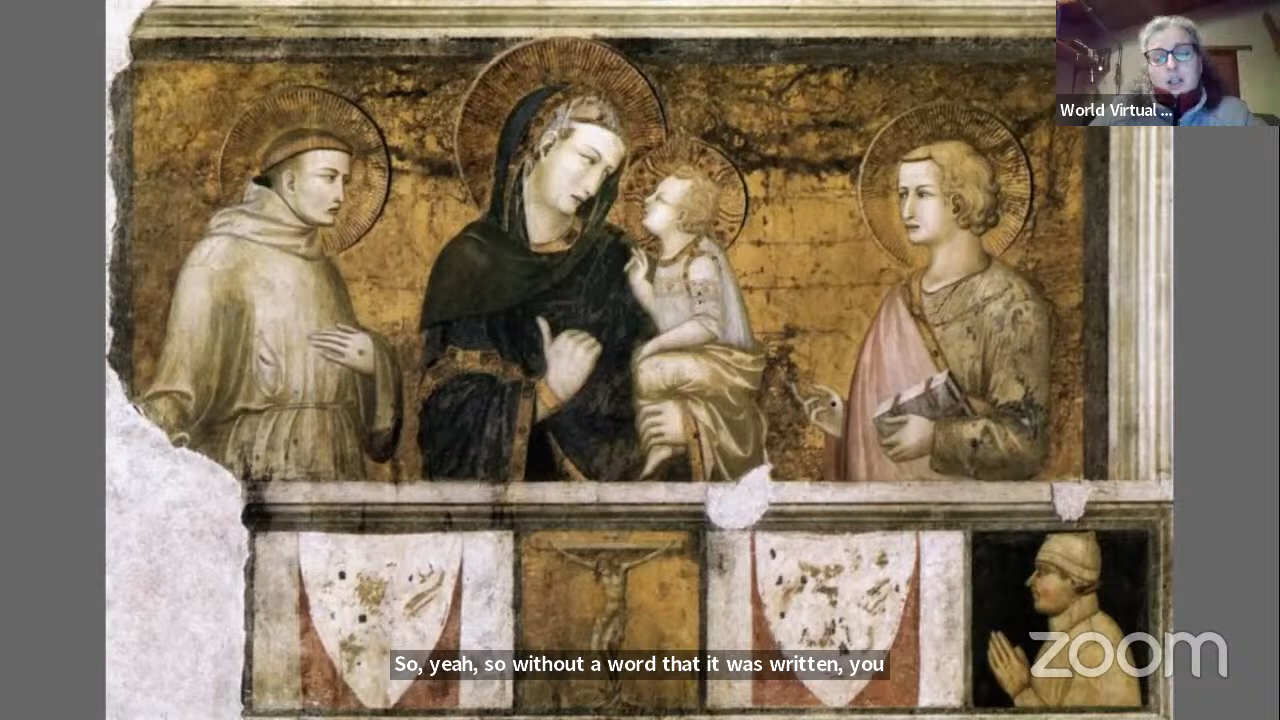 World Virtual ...
So, yeah, so without a word that it was written, you
zoom